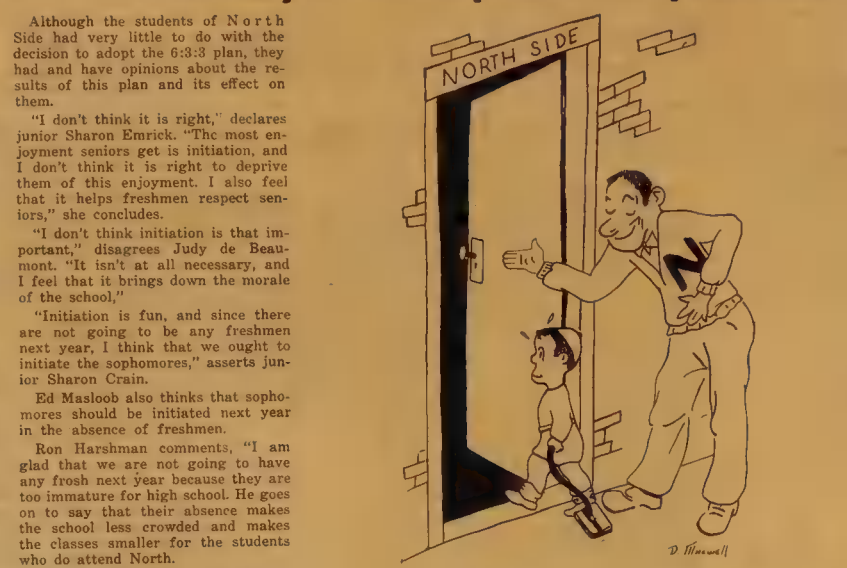 Although the students of North
Side had very little to do with the
decision to adopt the 6:3:3 plan, they
had and have opinions about the re-
sults of this plan and its effect on
them.
"I don't think it is right," declares
junior Sharon Emrick. "The most en-
joyment seniors get is initiation, and
I don't think it is right to deprive
them of this enjoyment. I also feel
that it helps freshmen respect sen-
iors," she concludes.
"I don't think initiation is that im-
portant," disagrees Judy de Beau-
mont. "It isn't at all necessary, and
I feel that it brings down the morale
of the school,"
"Initiation is fun, and since there
are not going to be any freshmen
next year, I think that we ought to
initiate the sophomores," asserts jun-
ior Sharon Crain.
Ed Masloob also thinks that sopho-
mores should be initiated next year
in the absence of freshmen.
Ron Harshman comments, "I am
glad that we are not going to have
any frosh next year because they are
too immature for high school. He goes
on to say that their absence makes
the school less crowded and makes
the classes smaller for the students
who do attend North.
NORTH SIDE
N
D